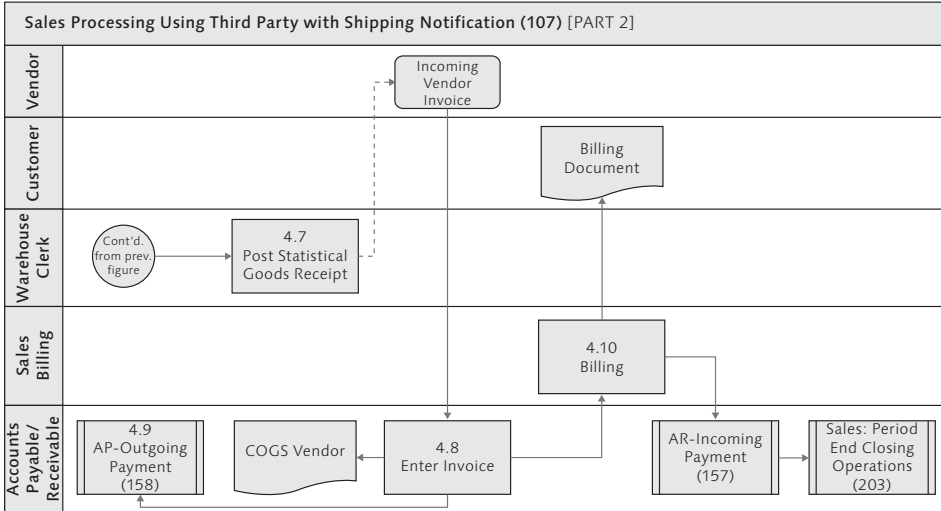 Sales Processing Using Third Party with Shipping Notification (107) [PART 2]
Vendor
Incoming
Vendor
Invoice
Customer
Billing
Document
Warehouse
Clerk
Cont'd.
from prev.
figure
4.7
Post Statistical
Goods Receipt
Sales
Billing
4.10
Billing
Accounts
Payable/
Receivable
4.9
AP-Outgoing
Payment
(158)
COGS Vendor
4.8
Enter Invoice
AR-Incoming
Payment
(157)
Sales: Period
End Closing
Operations
(203)